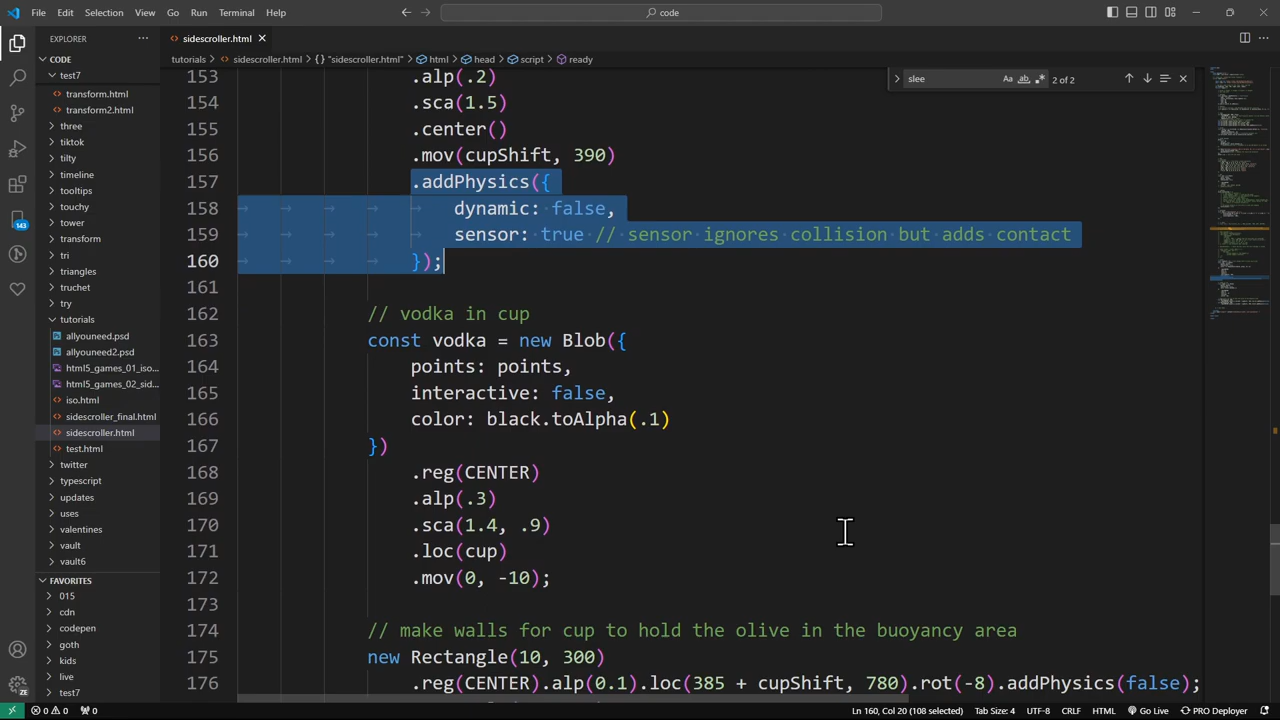 File Edit Selection View Go Run Terminal Help
code
EXPLORER
CODE
test7
transform.html
transform2.html
three
tiktok
tilty
timeline
tooltips
touchy
tower
transform
tri
triangles
truchet
try
tutorials
allyouneed.psd
allyouneed2.psd
html5_games_01_iso...
html5_games_02_sid...
iso.html
sidescroller_final.html
sidescroller.html
test.html
twitter
typescript
updates
uses
valentines
vault
vault6
FAVORITES
015
cdn
codepen
goth
kids
live
test7
143
sidescroller.html
tutorials > sidescroller.html > "sidescroller.html" > html > head > script > ready
slee Aa ab 2 of 2
153 .alp(.2)
154 .sca(1.5)
155 .center()
156 .mov(cupShift, 390)
157 .addPhysics({
158 dynamic: false,
159 sensor: true // sensor ignores collision but adds contact
160 });
161
162 // vodka in cup
163 const vodka = new Blob({
164 points: points,
165 interactive: false,
166 color: black.toAlpha(.1)
167 })
168 .reg(CENTER)
169 .alp(.3)
170 .sca(1.4, .9)
171 .loc(cup)
172 .mov(0, -10);
173
174 // make walls for cup to hold the olive in the buoyancy area
175 new Rectangle(10, 300)
176 .reg(CENTER).alp(0.1).loc(385 + cupShift, 780).rot(-8).addPhysics(false);
0 0 0 Ln 160, Col 20 (108 selected) Tab Size: 4 UTF-8 CRLF HTML Go Live PRO Deployer